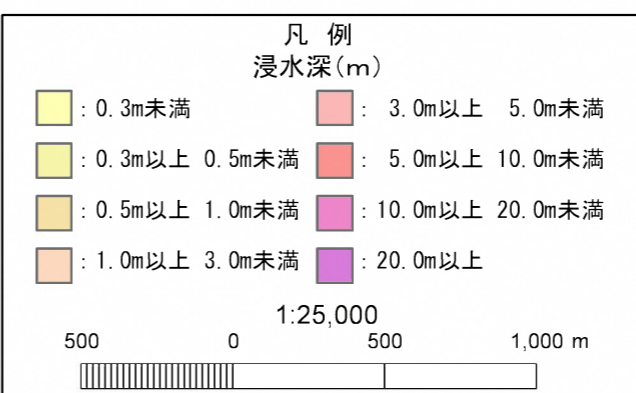 凡 例
浸水深(m)
: 0.3m未満
: 0.3m以上 0.5m未満
: 0.5m以上 1.0m未満
: 1.0m以上 3.0m未満
: 3.0m以上 5.0m未満
: 5.0m以上 10.0m未満
: 10.0m以上 20.0m未満
: 20.0m以上
1:25,000
500 0 500 1,000 m